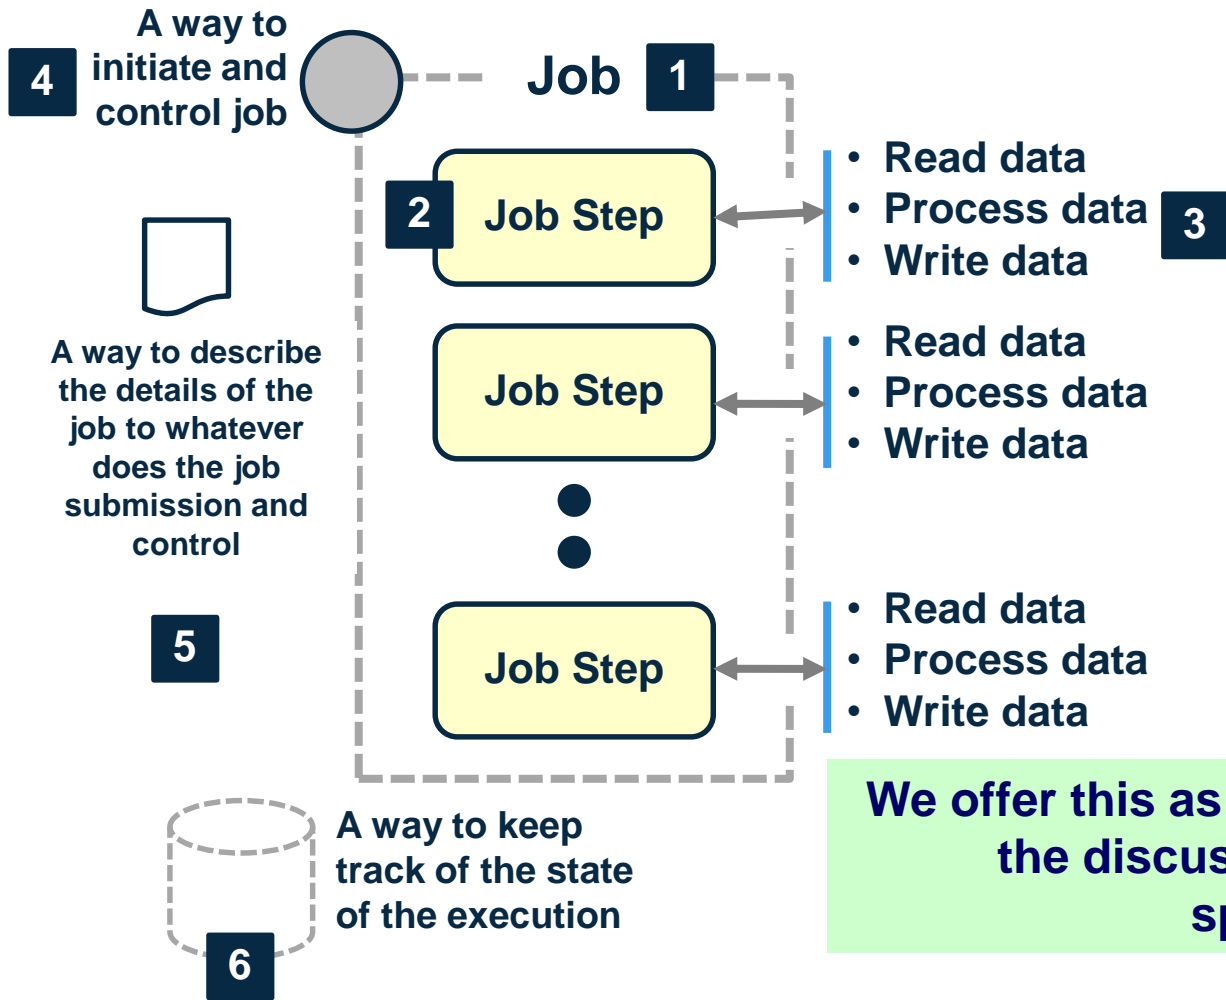 A way to
initiate and
control job
4
Job
1
2
Job Step
• Read data
• Process data
• Write data
3
A way to describe
the details of the
job to whatever
does the job
submission and
control
5
Job Step
• Read data
• Process data
• Write data
Job Step
• Read data
• Process data
• Write data
A way to keep
track of the state
of the execution
6
We offer this as
the discus
sp